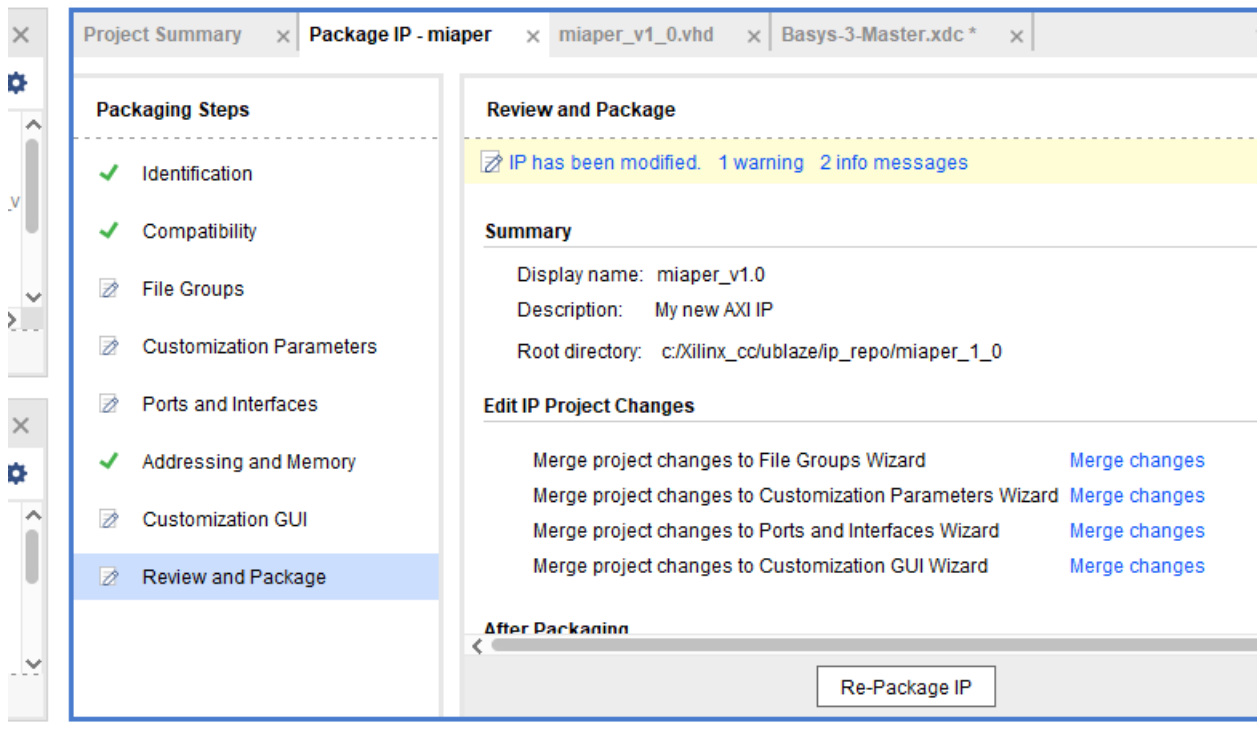 Project Summary Package IP - miaper miaper_v1_0.vhd Basys-3-Master.xdc *
Packaging Steps
Identification
Compatibility
File Groups
Customization Parameters
Ports and Interfaces
Addressing and Memory
Customization GUI
Review and Package
Review and Package
IP has been modified. 1 warning 2 info messages
Summary
Display name: miaper_v1.0
Description: My new AXI IP
Root directory: c:/Xilinx_cc/ublaze/ip_repo/miaper_1_0
Edit IP Project Changes
Merge project changes to File Groups Wizard Merge changes
Merge project changes to Customization Parameters Wizard Merge changes
Merge project changes to Ports and Interfaces Wizard Merge changes
Merge project changes to Customization GUI Wizard Merge changes
After Packaging
Re-Package IP
_v